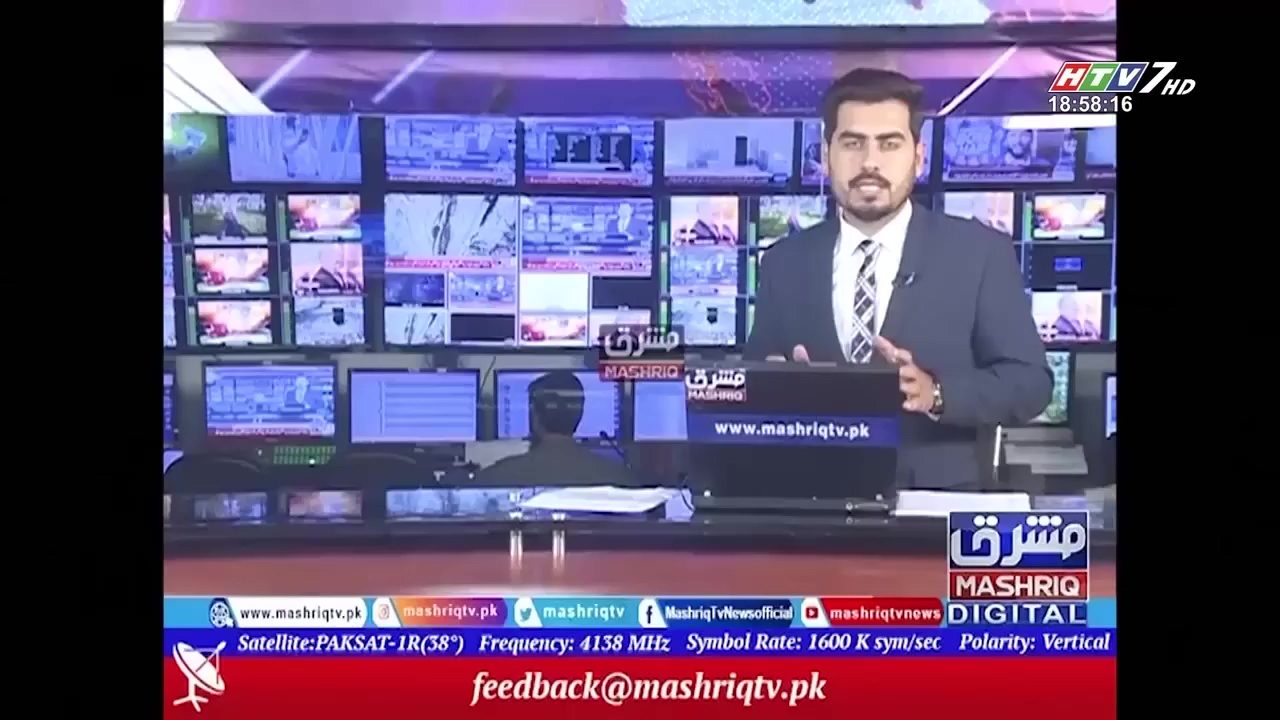 HTV7 HD
18:58:16
مشرق
MASHRIQ
مشرق
MASHRIQ
www.mashriqtv.pk
مشرق
MASHRIQ
DIGITAL
www.mashriqtv.pk mashriqtv.pk mashriqtv MashriqTvNewsofficial mashriqtvnews
Satellite:PAKSAT-1R(38°) Frequency: 4138 MHz Symbol Rate: 1600 K sym/sec Polarity: Vertical
feedback@mashriqtv.pk